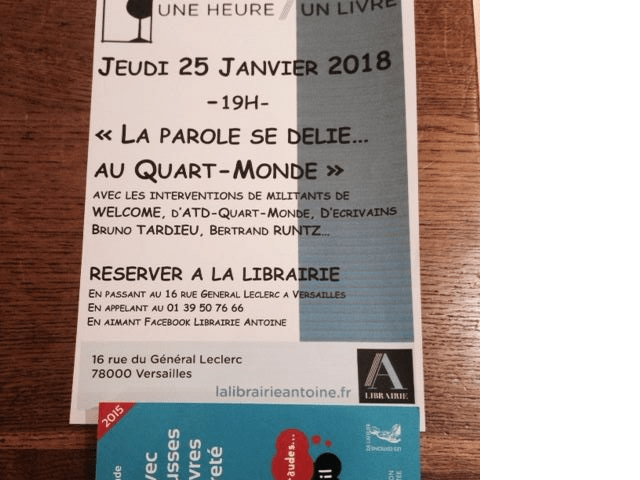 UNE HEURE / UN LIVRE
JEUDI 25 JANVIER 2018
-19H-
« LA PAROLE SE DELIE...
AU QUART-MONDE »
AVEC LES INTERVENTIONS DE MILITANTS DE
WELCOME, D'ATD-QUART-MONDE, D'ECRIVAINS
BRUNO TARDIEU, BERTRAND RUNTZ...
RESERVER A LA LIBRAIRIE
EN PASSANT AU 16 RUE GENERAL LECLERC A VERSAILLES
EN APPELANT AU 01 39 50 76 66
EN AIMANT FACEBOOK LIBRAIRIE ANTOINE
16 rue du Général Leclerc
78000 Versailles
lalibrairieantoine.fr
A
LIBRAIRIE
2015